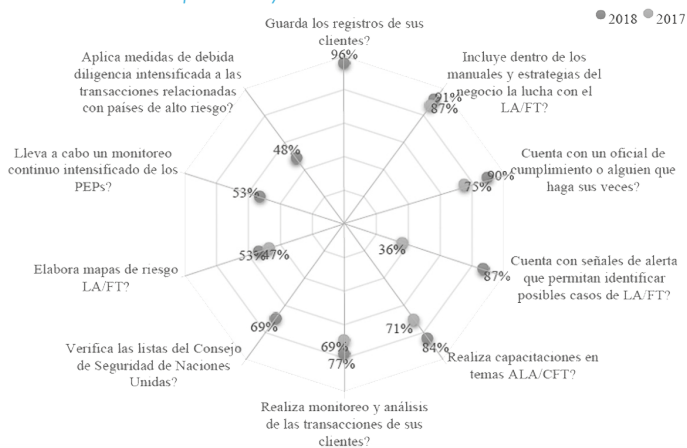 2018 2017
Guarda los registros de sus
clientes?
96%
Incluye dentro de los
manuales y estrategias del
negocio la lucha con el
LA/FT?
91%
87%
Cuenta con un oficial de
cumplimiento o alguien que
haga sus veces?
90%
75%
Cuenta con señales de alerta
que permitan identificar
posibles casos de LA/FT?
36%
87%
Realiza capacitaciones en
temas ALA/CFT?
71%
84%
Realiza monitoreo y análisis
de las transacciones de sus
clientes?
69%
77%
Verifica las listas del Consejo
de Seguridad de Naciones
Unidas?
69%
Elabora mapas de riesgo
LA/FT?
53%
47%
Lleva a cabo un monitoreo
continuo intensificado de los
PEPs?
53%
Aplica medidas de debida
diligencia intensificada a las
transacciones relacionadas
con países de alto riesgo?
48%